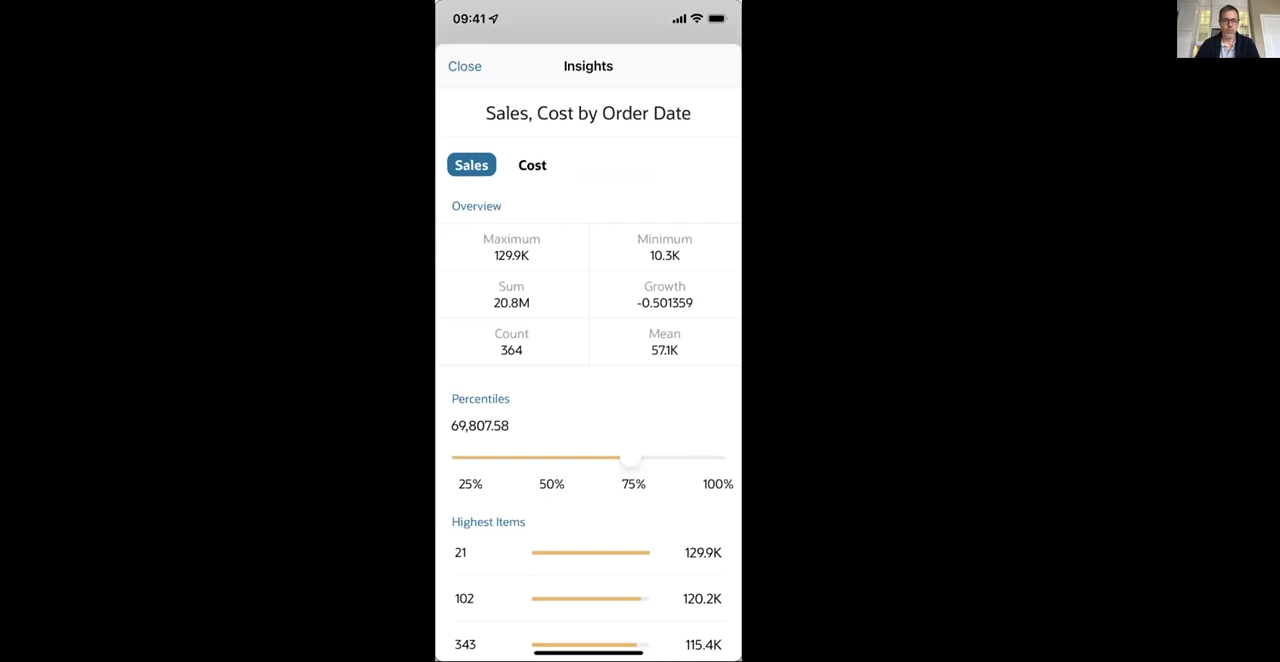 09:41
Close Insights
Sales, Cost by Order Date
Sales Cost
Overview
Maximum Minimum
129.9K 10.3K
Sum Growth
20.8M -0.501359
Count Mean
364 57.1K
Percentiles
69,807.58
25% 50% 75% 100%
Highest Items
21 129.9K
102 120.2K
343 115.4K